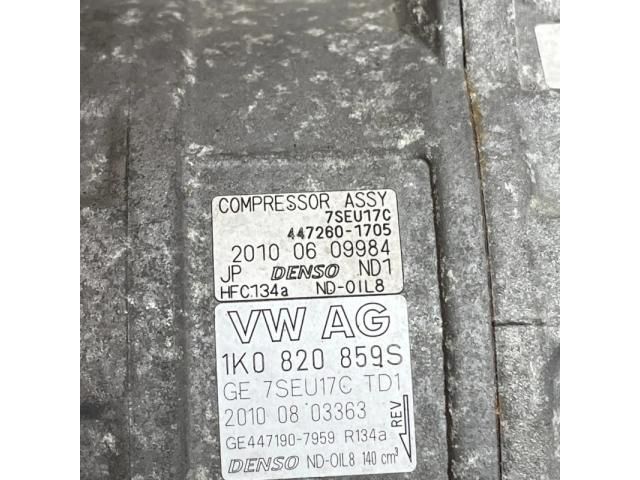 COMPRESSOR ASSY
7SEU17C
447260-1705
2010 06 09984
JP DENSO ND1
HFC134a ND-OIL8
VW AG
1K0 820 859S
GE 7SEU17C TD1
2010 08 03363
GE447190-7959 R134a
DENSO ND-OIL8 140 cm³
REV